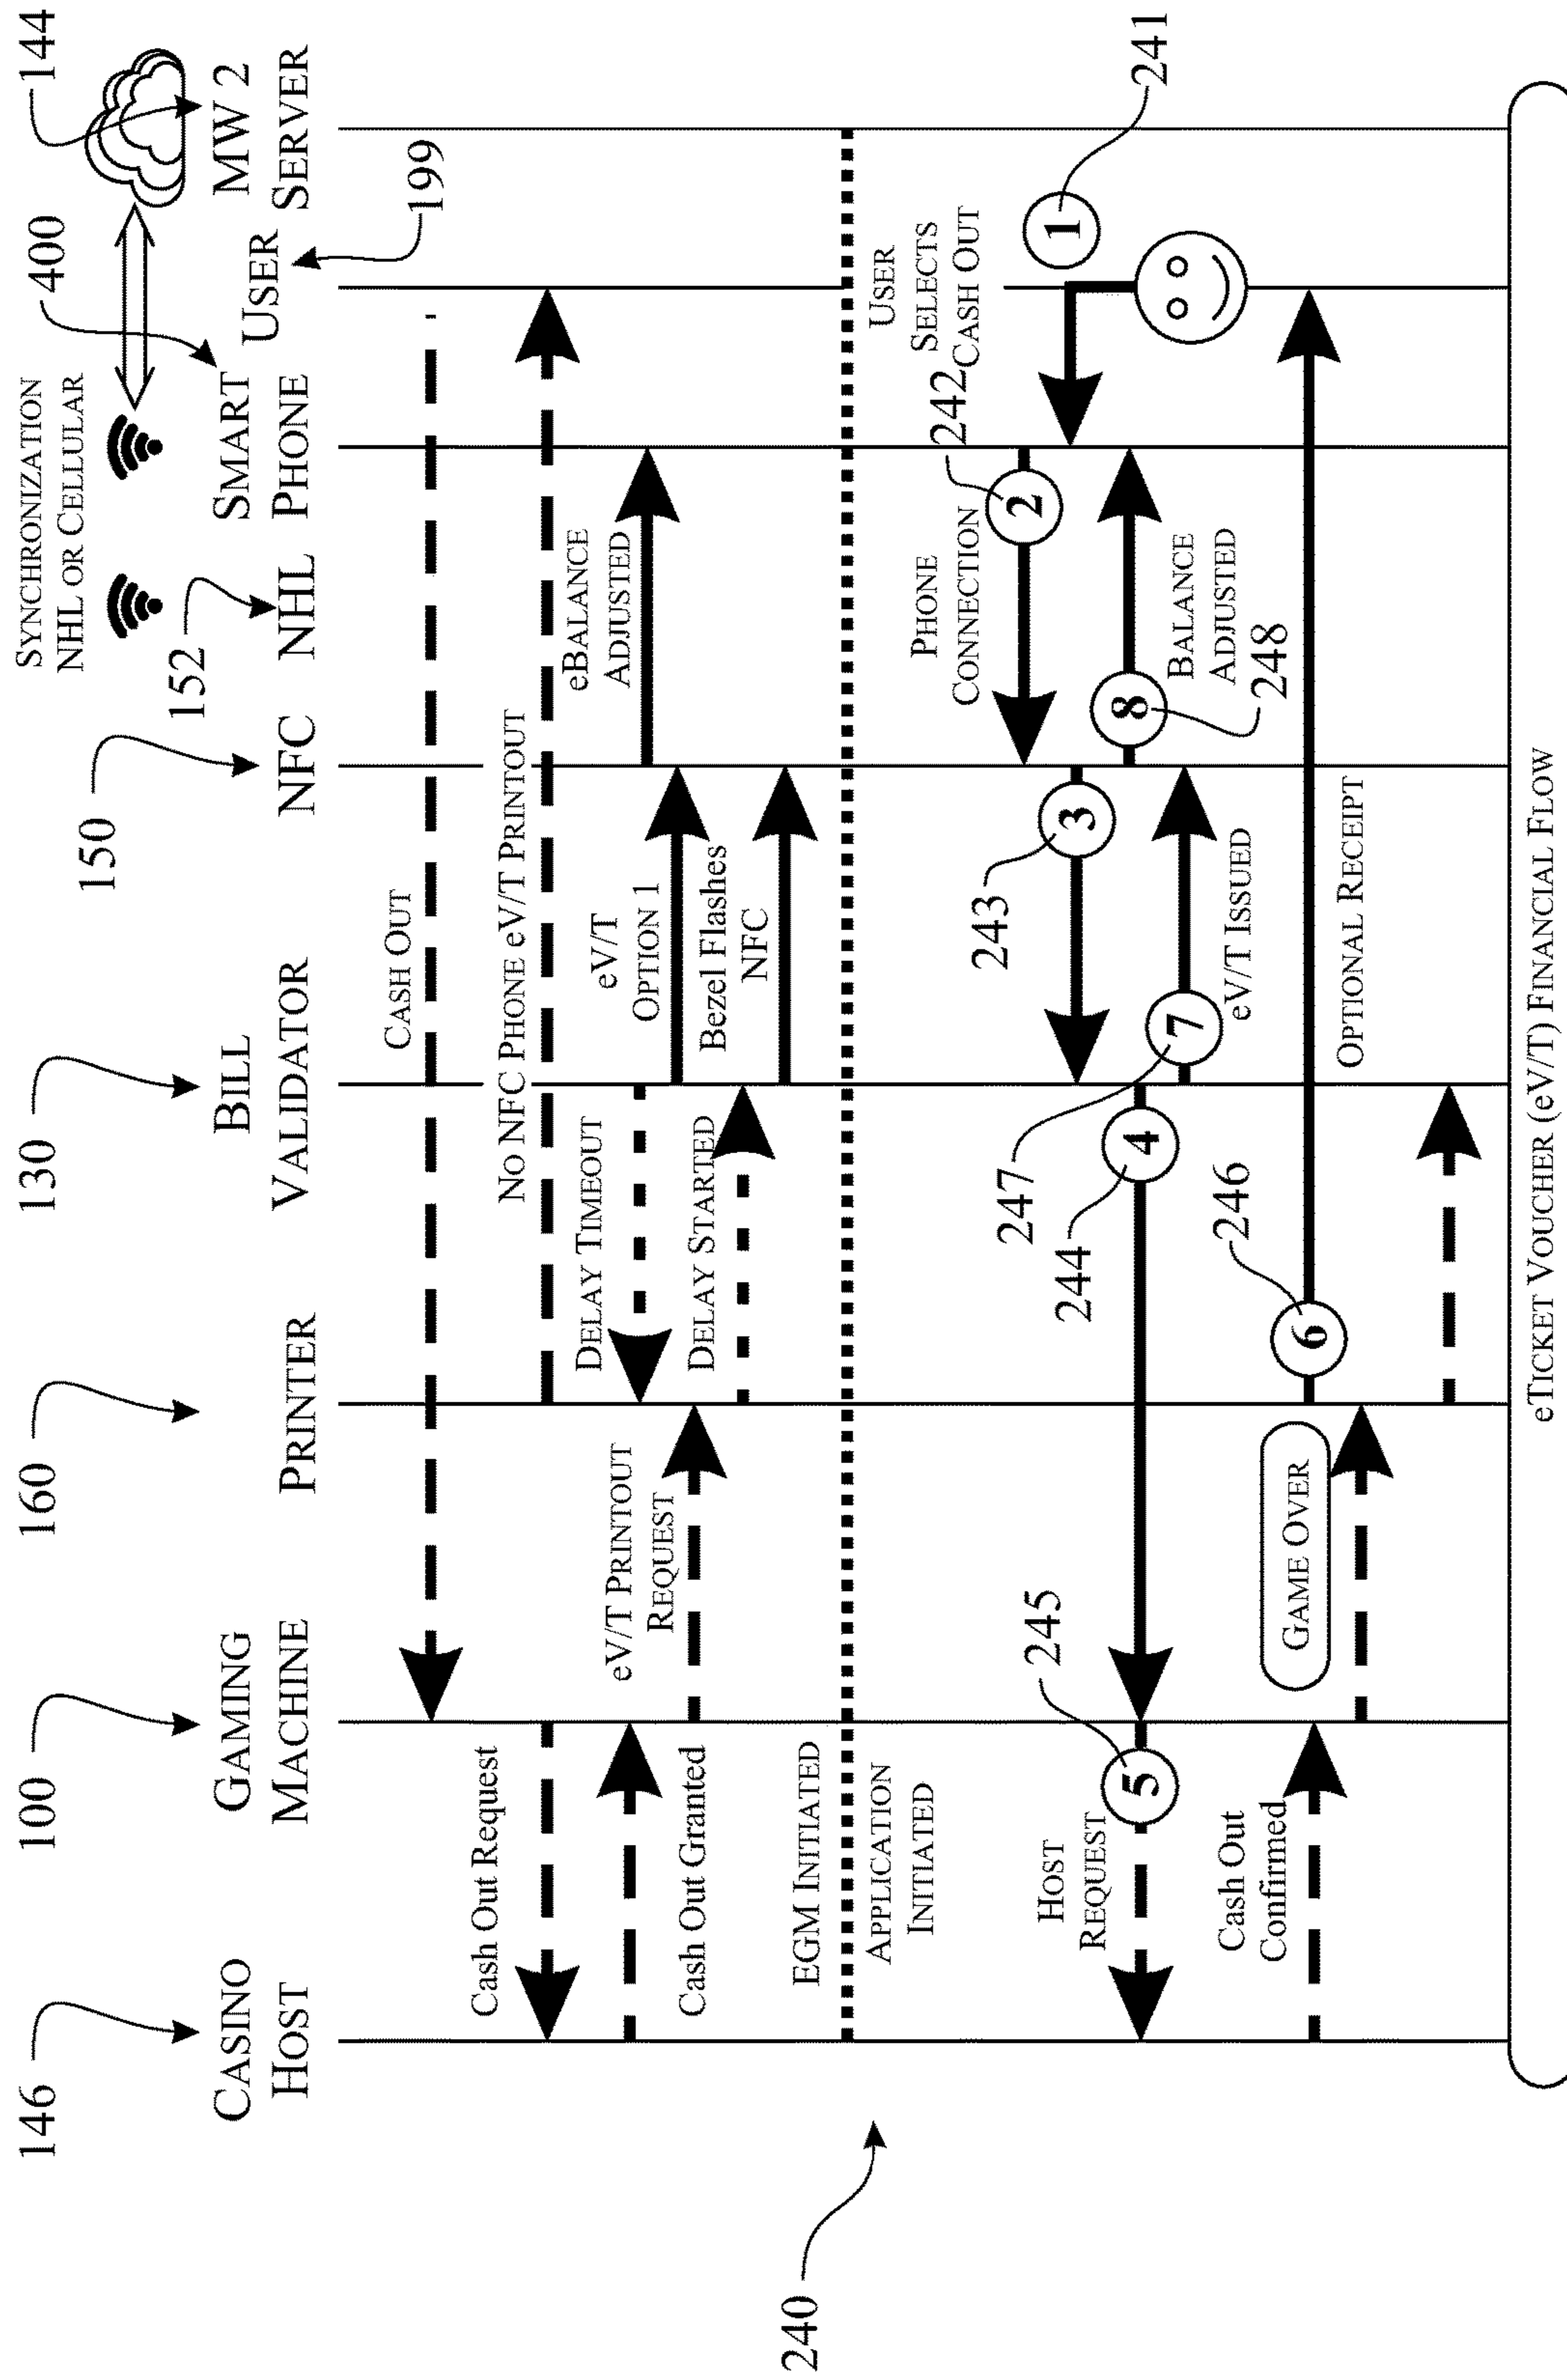 146
100
160
130
150
152
SYNCHRONIZATION
NHL OR CELLULAR
400
144
CASINO
HOST
GAMING
MACHINE
PRINTER
BILL
VALIDATOR
NFC
NHL
SMART
PHONE
USER
MW 2
SERVER
199
CASH OUT
Cash Out Request
NO NFC PHONE eV/T PRINTOUT
Cash Out Granted
eV/T PRINTOUT
REQUEST
DELAY TIMEOUT
DELAY STARTED
eV/T
OPTION 1
Bezel Flashes
NFC
eBALANCE
ADJUSTED
EGM INITIATED
APPLICATION
INITIATED
USER
SELECTS
CASH OUT
1
241
242
PHONE
CONNECTION
2
243
3
HOST
REQUEST
245
5
244
4
247
7
eV/T ISSUED
8
BALANCE
ADJUSTED
248
Cash Out
Confirmed
GAME OVER
246
6
OPTIONAL RECEIPT
240
eTICKET VOUCHER (eV/T) FINANCIAL FLOW